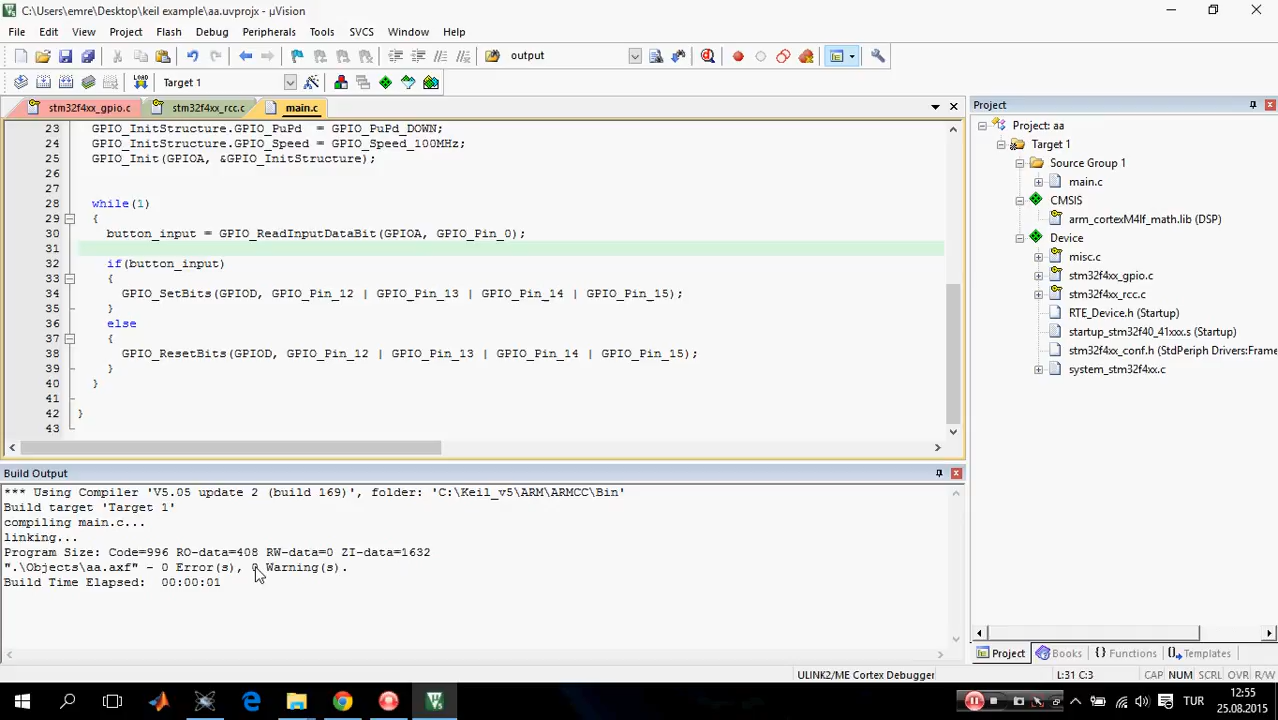 C:\Users\emre\Desktop\keil example\aa.uvprojx - µVision
File Edit View Project Flash Debug Peripherals Tools SVCS Window Help
output
LOAD Target 1
stm32f4xx_gpio.c stm32f4xx_rcc.c main.c
23 GPIO_InitStructure.GPIO_PuPd  = GPIO_PuPd_DOWN;
24 GPIO_InitStructure.GPIO_Speed = GPIO_Speed_100MHz;
25 GPIO_Init(GPIOA, &GPIO_InitStructure);
26
27
28 while(1)
29 {
30 button_input = GPIO_ReadInputDataBit(GPIOA, GPIO_Pin_0);
31
32 if(button_input)
33 {
34 GPIO_SetBits(GPIOD, GPIO_Pin_12 | GPIO_Pin_13 | GPIO_Pin_14 | GPIO_Pin_15);
35 }
36 else
37 {
38 GPIO_ResetBits(GPIOD, GPIO_Pin_12 | GPIO_Pin_13 | GPIO_Pin_14 | GPIO_Pin_15);
39 }
40 }
41
42 }
43
Project
Project: aa
Target 1
Source Group 1
main.c
CMSIS
arm_cortexM4lf_math.lib (DSP)
Device
misc.c
stm32f4xx_gpio.c
stm32f4xx_rcc.c
RTE_Device.h (Startup)
startup_stm32f40_41xxx.s (Startup)
stm32f4xx_conf.h (StdPeriph Drivers:Frame
system_stm32f4xx.c
Project Books {} Functions Templates
Build Output
*** Using Compiler 'V5.05 update 2 (build 169)', folder: 'C:\Keil_v5\ARM\ARMCC\Bin'
Build target 'Target 1'
compiling main.c...
linking...
Program Size: Code=996 RO-data=408 RW-data=0 ZI-data=1632
".\Objects\aa.axf" - 0 Error(s), 0 Warning(s).
Build Time Elapsed:  00:00:01
ULINK2/ME Cortex Debugger L:31 C:3 CAP NUM SCRL OVR R/W
TUR
12:55
25.08.2015